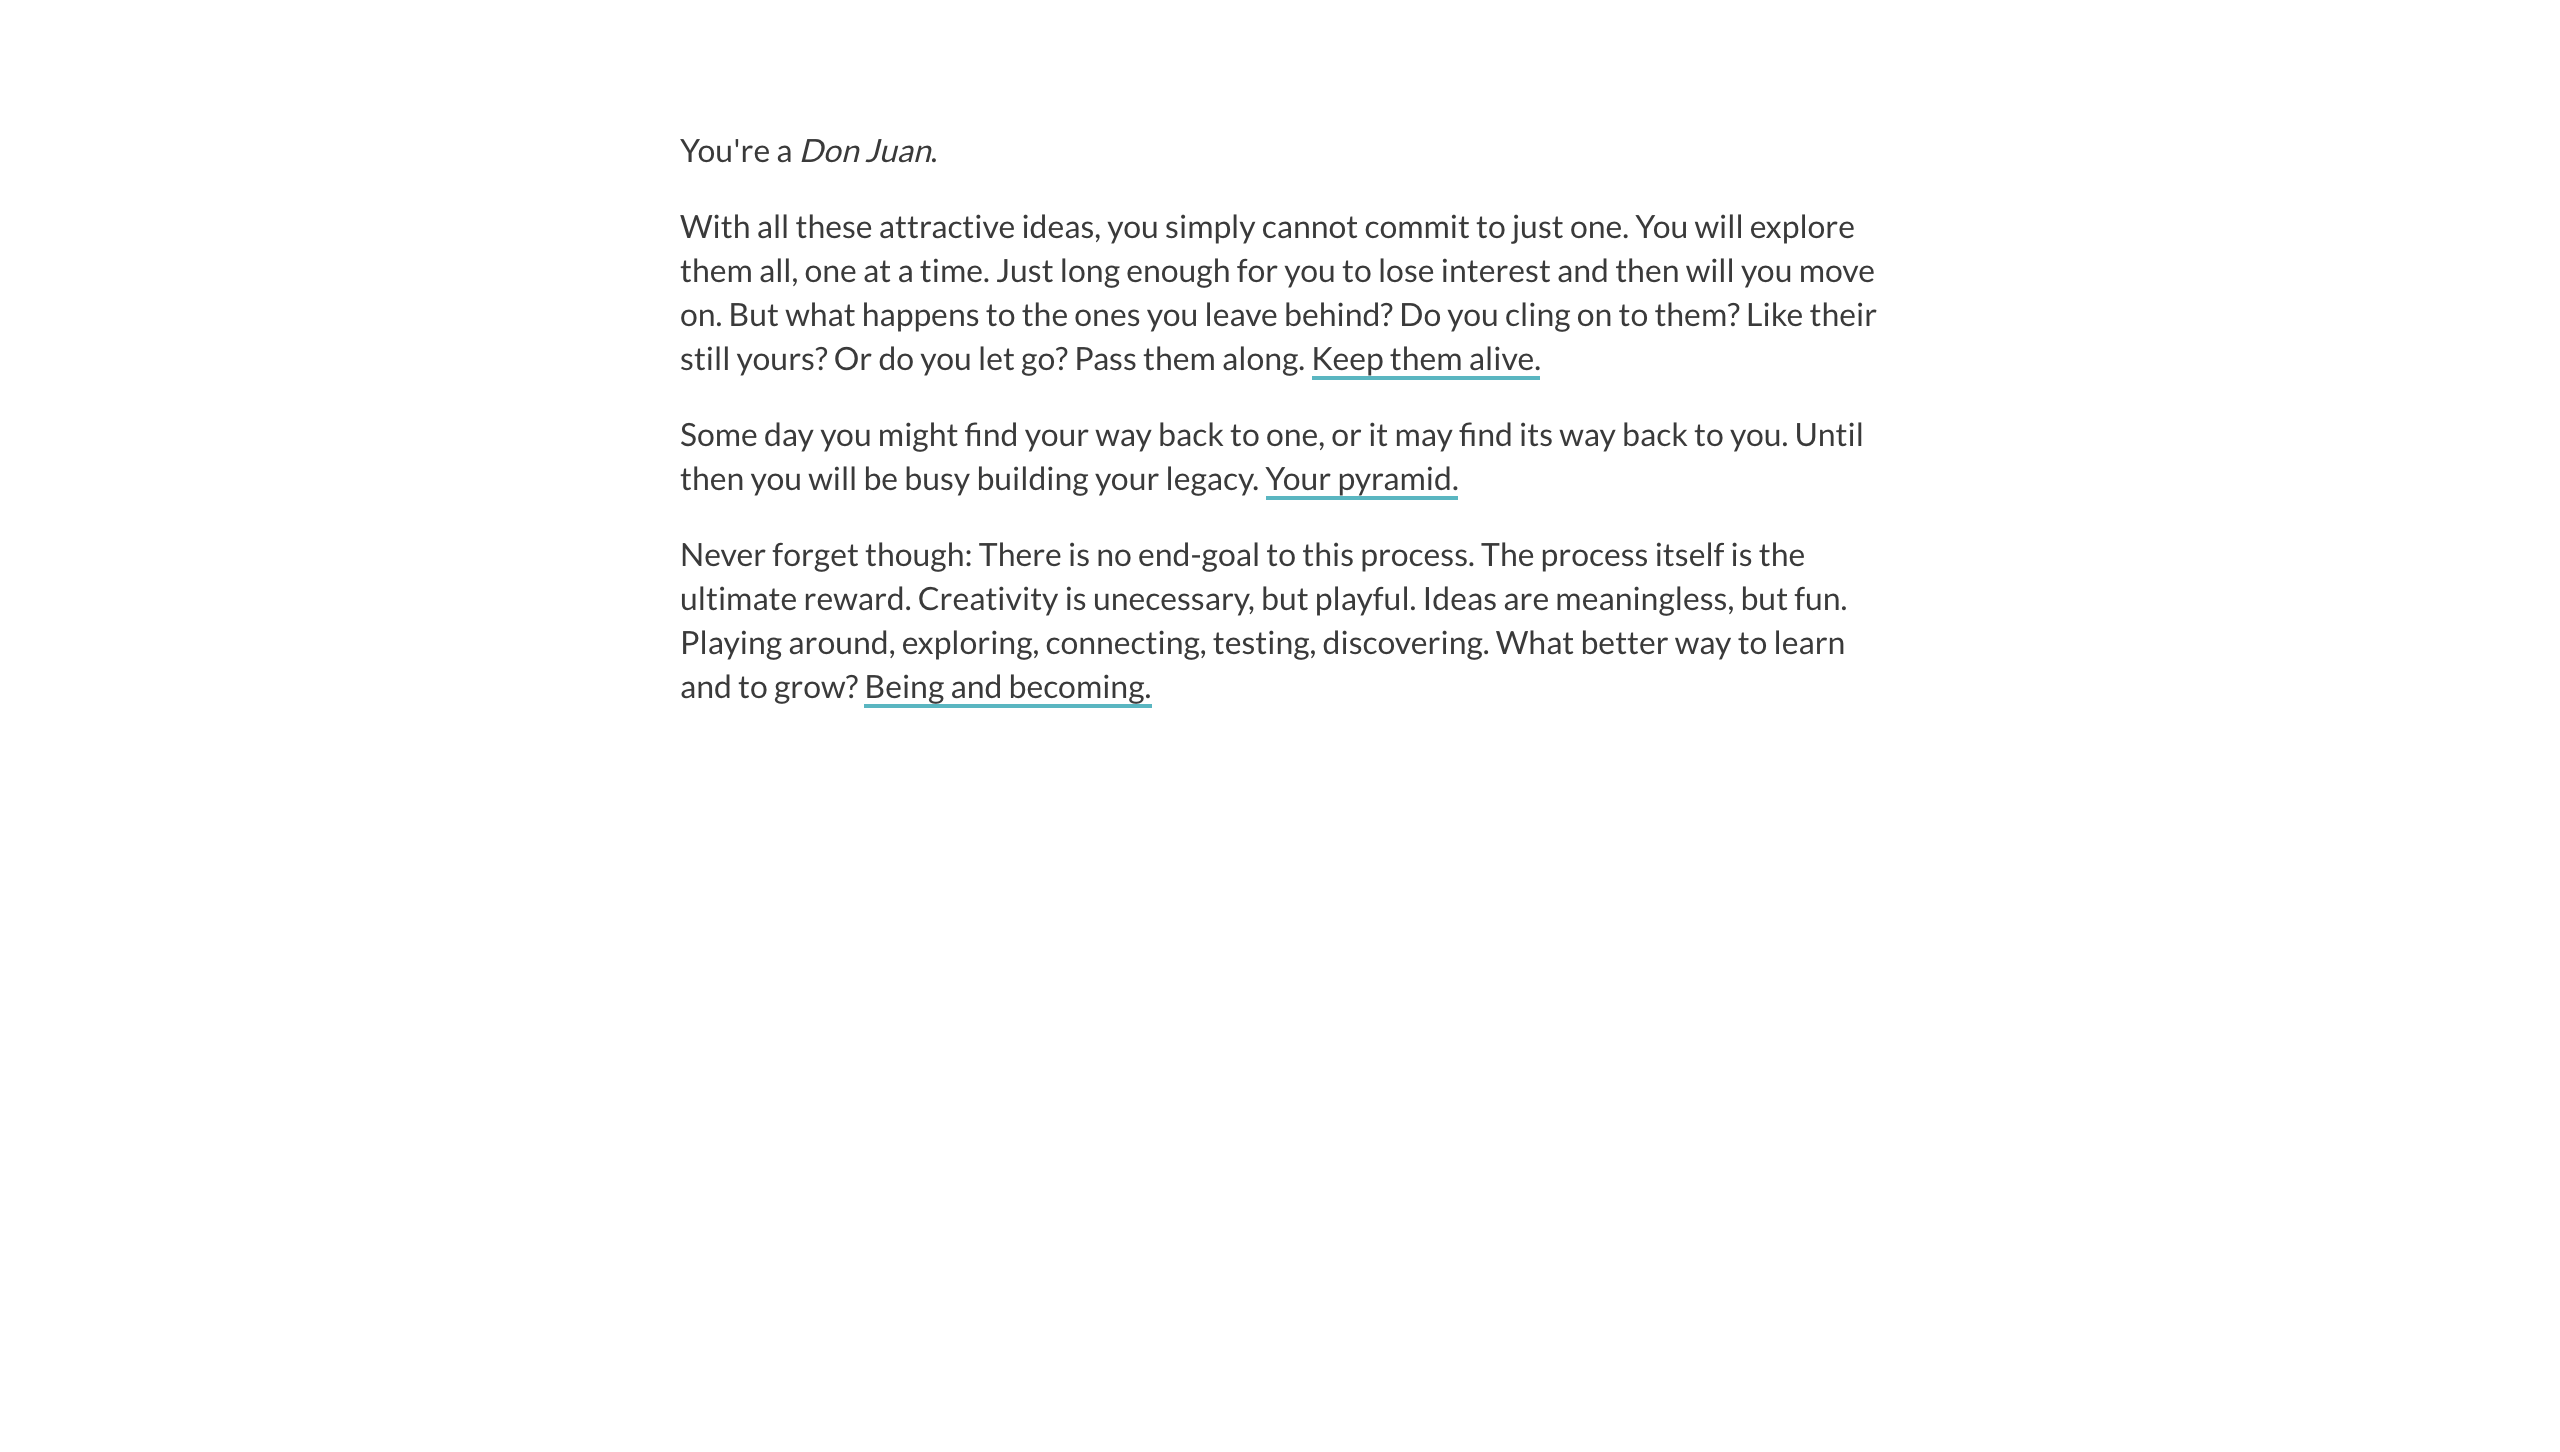 You're a Don Juan.
With all these attractive ideas, you simply cannot commit to just one. You will explore
them all, one at a time. Just long enough for you to lose interest and then will you move
on. But what happens to the ones you leave behind? Do you cling on to them? Like their
still yours? Or do you let go? Pass them along. Keep them alive.
Some day you might find your way back to one, or it may find its way back to you. Until
then you will be busy building your legacy. Your pyramid.
Never forget though: There is no end-goal to this process. The process itself is the
ultimate reward. Creativity is unecessary, but playful. Ideas are meaningless, but fun.
Playing around, exploring, connecting, testing, discovering. What better way to learn
and to grow? Being and becoming.